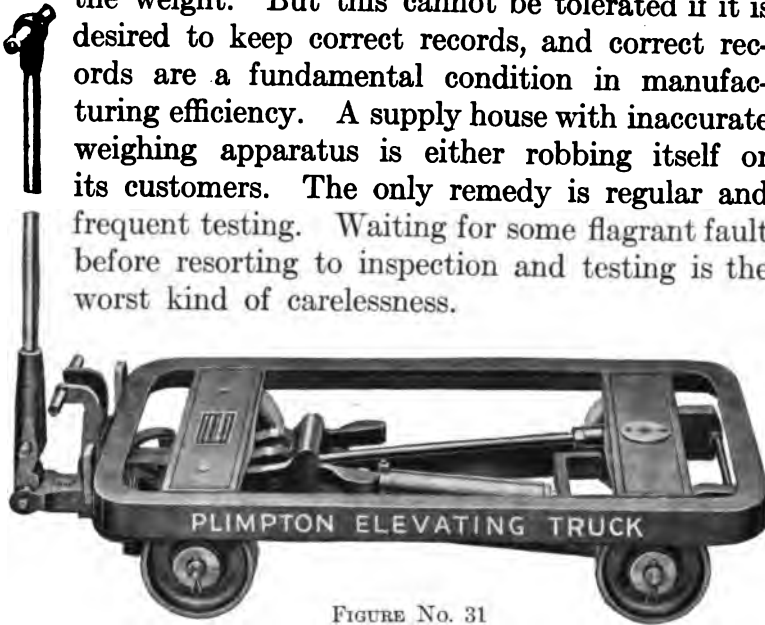 the weight. But this cannot be tolerated if it is
desired to keep correct records, and correct rec-
ords are a fundamental condition in manufac-
turing efficiency. A supply house with inaccurate
weighing apparatus is either robbing itself or
its customers. The only remedy is regular and
frequent testing. Waiting for some flagrant fault
before resorting to inspection and testing is the
worst kind of carelessness.
PLIMPTON ELEVATING TRUCK
FIGURE No. 31